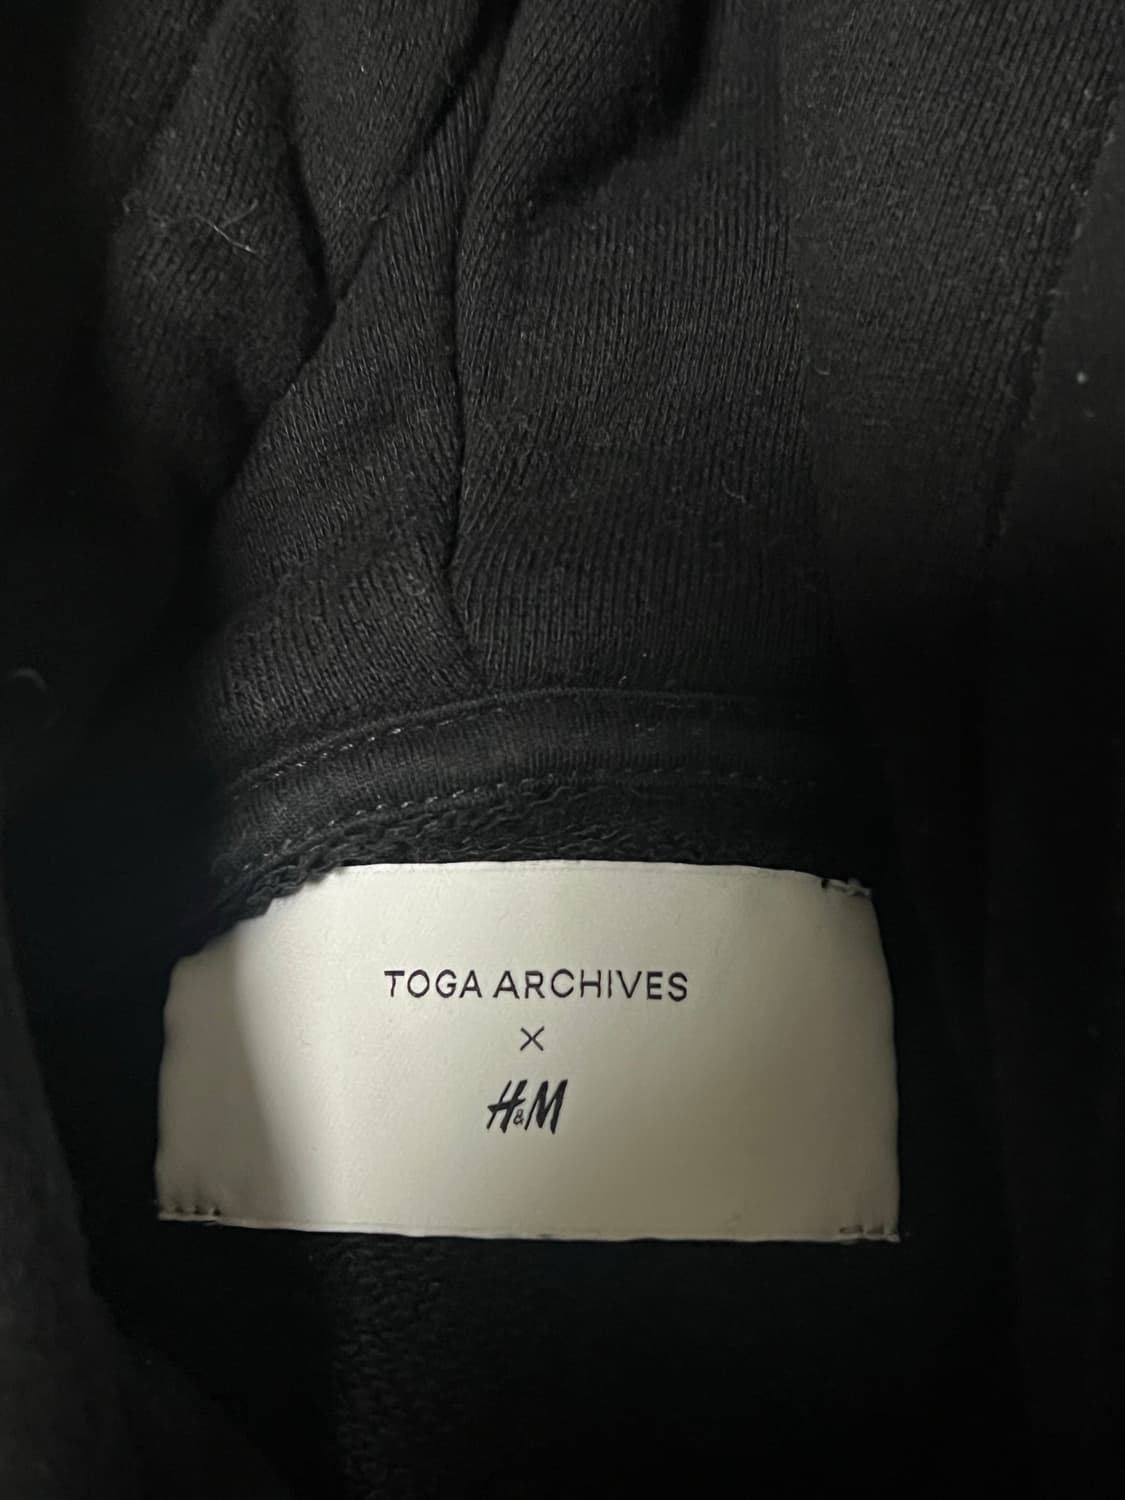 TOGA ARCHIVES
×
H&M